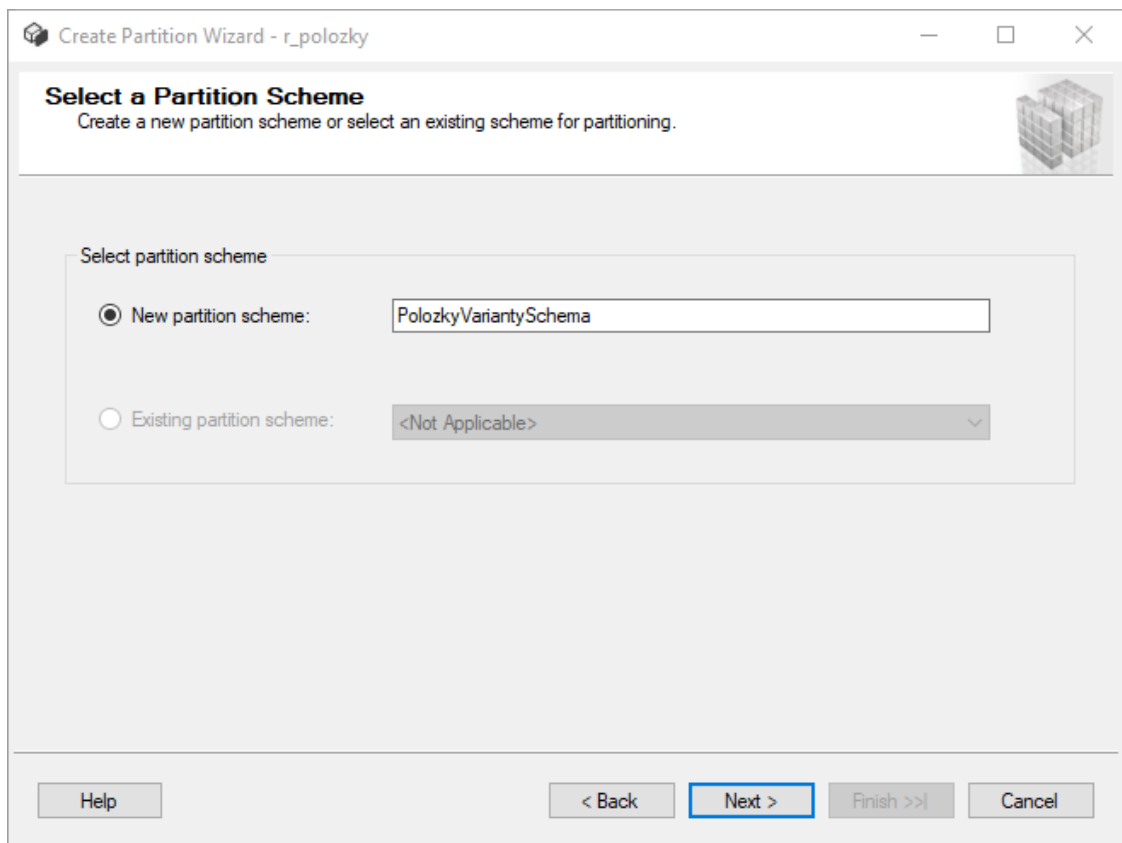 Create Partition Wizard - r_polozky
Select a Partition Scheme
Create a new partition scheme or select an existing scheme for partitioning.
Select partition scheme
New partition scheme: PolozkyVariantySchema
Existing partition scheme: <Not Applicable>
Help < Back Next > Finish >>| Cancel